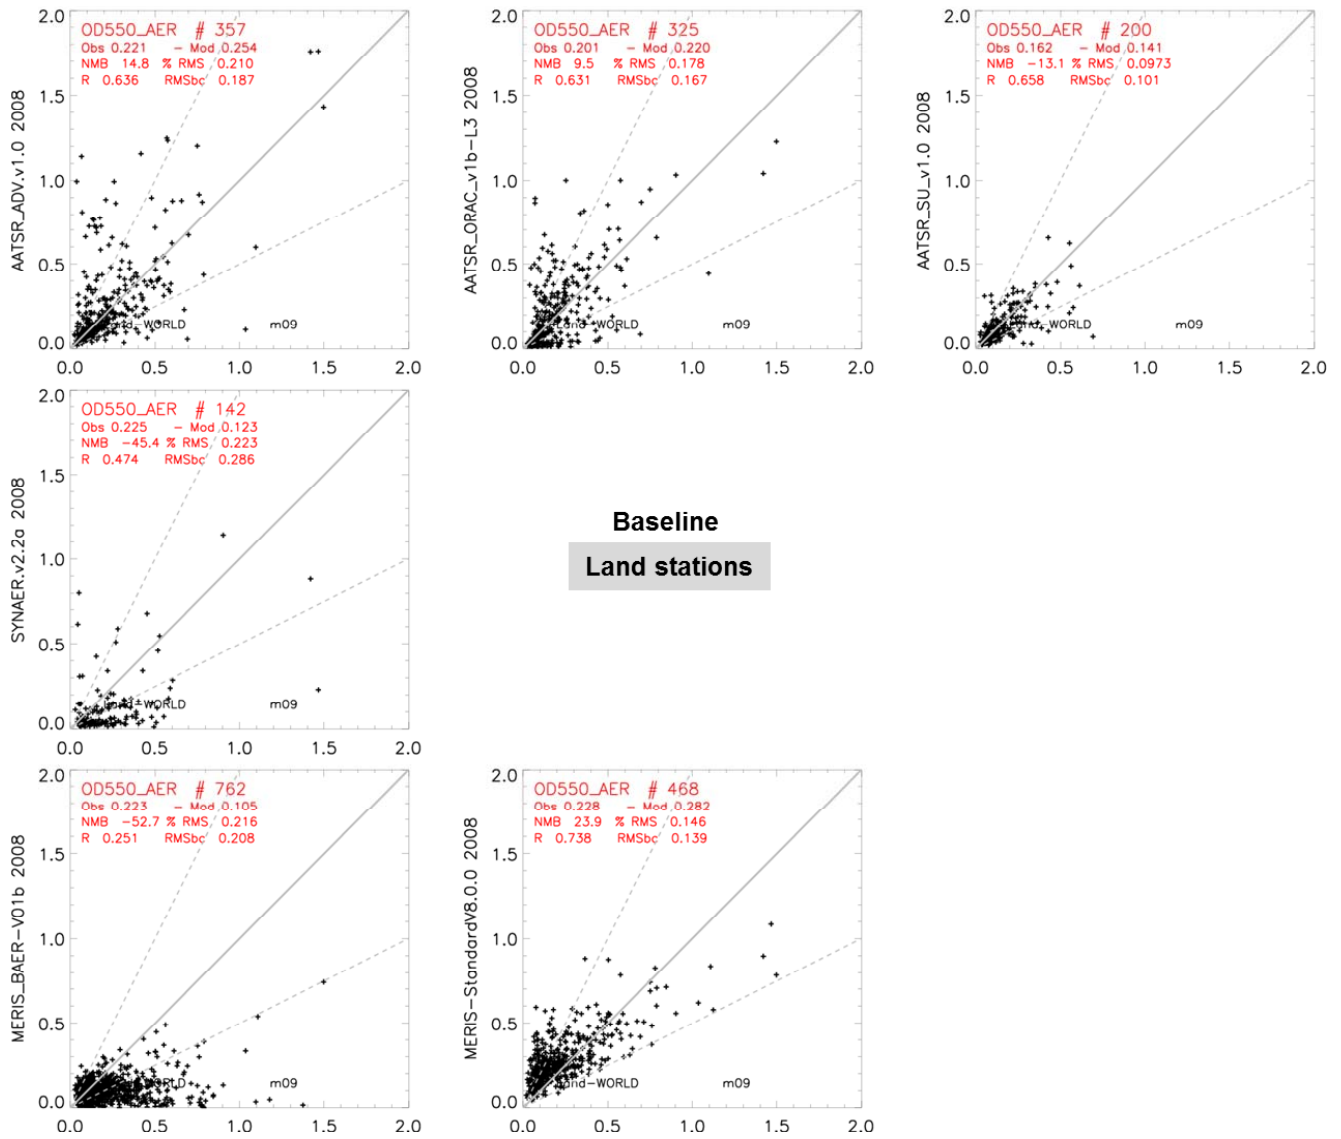 2.0
OD550_AER # 357
Obs 0.221 - Mod 0.254
NMB 14.8 % RMS 0.210
R 0.636 RMSbc 0.187
1.5
1.0
0.5
0.0
Land-WORLD m09
0.0 0.5 1.0 1.5 2.0
AATSR_ADV.v1.0 2008
2.0
OD550_AER # 325
Obs 0.201 - Mod 0.220
NMB 9.5 % RMS 0.178
R 0.631 RMSbc 0.167
1.5
1.0
0.5
0.0
Land-WORLD m09
0.0 0.5 1.0 1.5 2.0
AATSR_ORAC_v1b-L3 2008
2.0
OD550_AER # 200
Obs 0.162 - Mod 0.141
NMB -13.1 % RMS 0.0973
R 0.658 RMSbc 0.101
1.5
1.0
0.5
0.0
Land-WORLD m09
0.0 0.5 1.0 1.5 2.0
AATSR_SU_v1.0 2008
2.0
OD550_AER # 142
Obs 0.225 - Mod 0.123
NMB -45.4 % RMS 0.223
R 0.474 RMSbc 0.286
1.5
1.0
0.5
0.0
Land-WORLD m09
0.0 0.5 1.0 1.5 2.0
SYNAER.v2.2a 2008
Baseline
Land stations
2.0
OD550_AER # 762
Obs 0.223 - Mod 0.105
NMB -52.7 % RMS 0.216
R 0.251 RMSbc 0.208
1.5
1.0
0.5
0.0
Land-WORLD m09
0.0 0.5 1.0 1.5 2.0
MERIS_BAER-V01b 2008
2.0
OD550_AER # 468
Obs 0.228 - Mod 0.282
NMB 23.9 % RMS 0.146
R 0.738 RMSbc 0.139
1.5
1.0
0.5
0.0
Land-WORLD m09
0.0 0.5 1.0 1.5 2.0
MERIS-StandardV8.0.0 2008